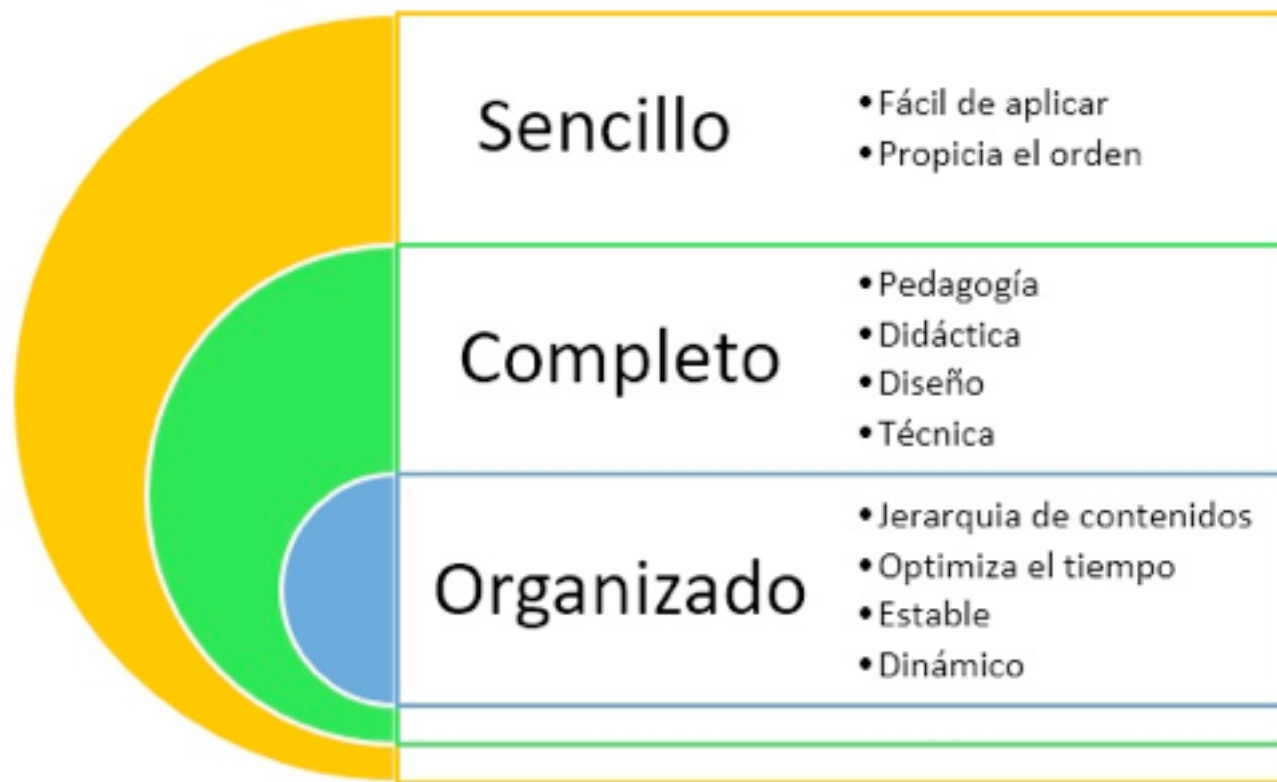 Sencillo
•Fácil de aplicar
•Propicia el orden
Completo
•Pedagogía
•Didáctica
•Diseño
•Técnica
Organizado
•Jerarquia de contenidos
•Optimiza el tiempo
•Estable
•Dinámico